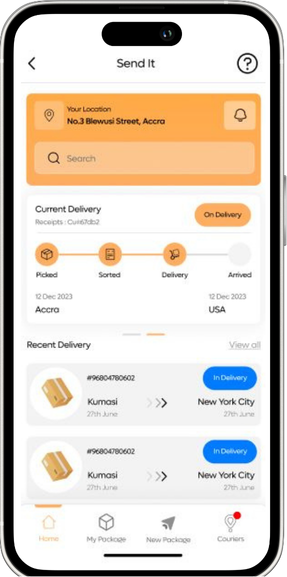 Send It
?
Your Location
No.3 Blewusi Street, Accra
Search
Current Delivery
Receipts : Cum67db2
On Delivery
Picked Sorted Delivery Arrived
12 Dec 2023 12 Dec 2023
Accra USA
Recent Delivery View all
#96804780602
In Delivery
Kumasi New York City
27th June 27th June
#96804780602
In Delivery
Kumasi New York City
27th June 27th June
Home My Package New Package Couriers